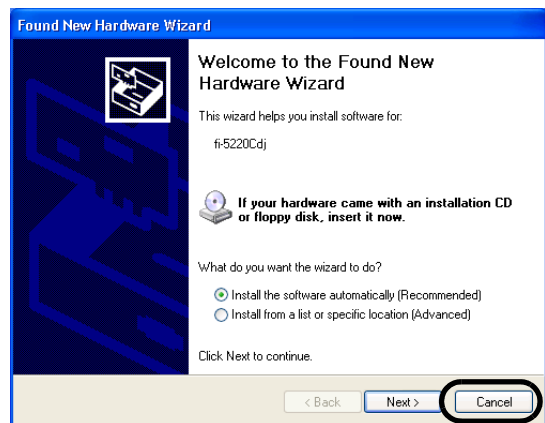 Found New Hardware Wizard
Welcome to the Found New
Hardware Wizard
This wizard helps you install software for:
fi-5220Cdj
If your hardware came with an installation CD
or floppy disk, insert it now.
What do you want the wizard to do?
Install the software automatically (Recommended)
Install from a list or specific location (Advanced)
Click Next to continue.
< Back Next > Cancel